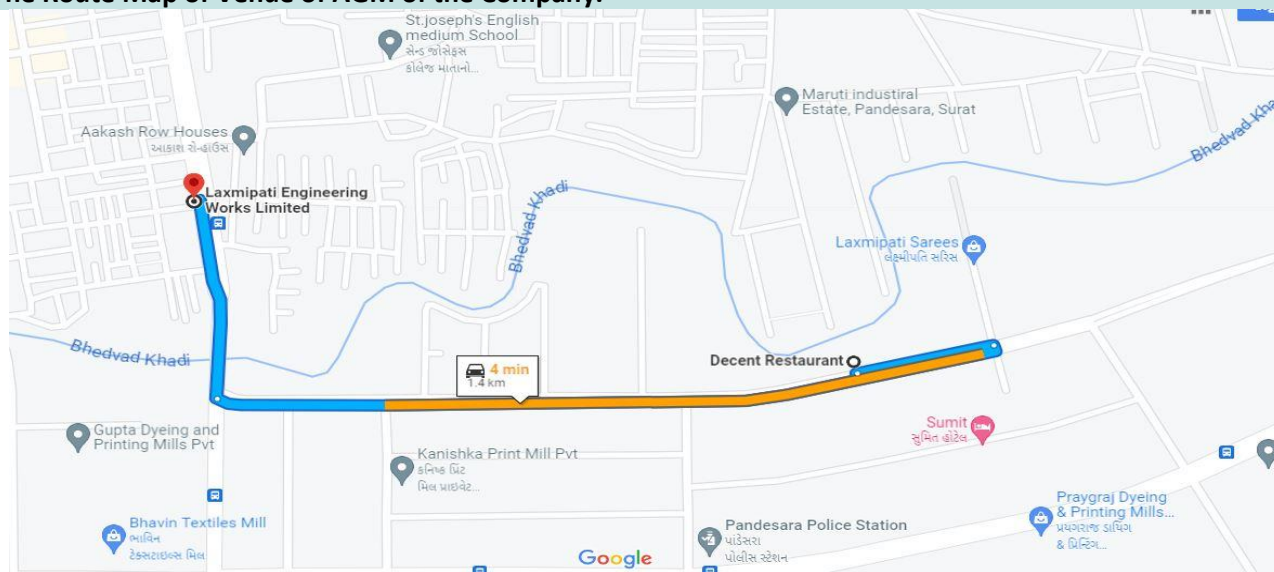 The Route Map of Venue of AGM of the Company:
St.joseph's English
medium School
સેન્ટ જોસેફસ
કોલેજ માતાનો...
Maruti industiral
Estate, Pandesara, Surat
Bhedvad Kha
Aakash Row Houses
આકાશ રો-હાઉસ
Laxmipati Engineering
Works Limited
Bhedvad Khadi
Laxmipati Sarees
લક્ષ્મીપતિ સરિસ
Bhedvad Khadi
Decent Restaurant
4 min
1.4 km
Sumit
સુમિત હોટેલ
Gupta Dyeing and
Printing Mills Pvt
Kanishka Print Mill Pvt
કનિષ્ક પ્રિંટ
મિલ પ્રાઇવેટ...
Praygraj Dyeing
& Printing Mills...
પ્રયગરાજ ડાયિંગ
& પ્રિન્ટિંગ...
Bhavin Textiles Mill
ભાવિન
ટેક્સટાઇલ્સ મિલ
Pandesara Police Station
પાંડેસરા
પોલીસ સ્ટેશન
Google